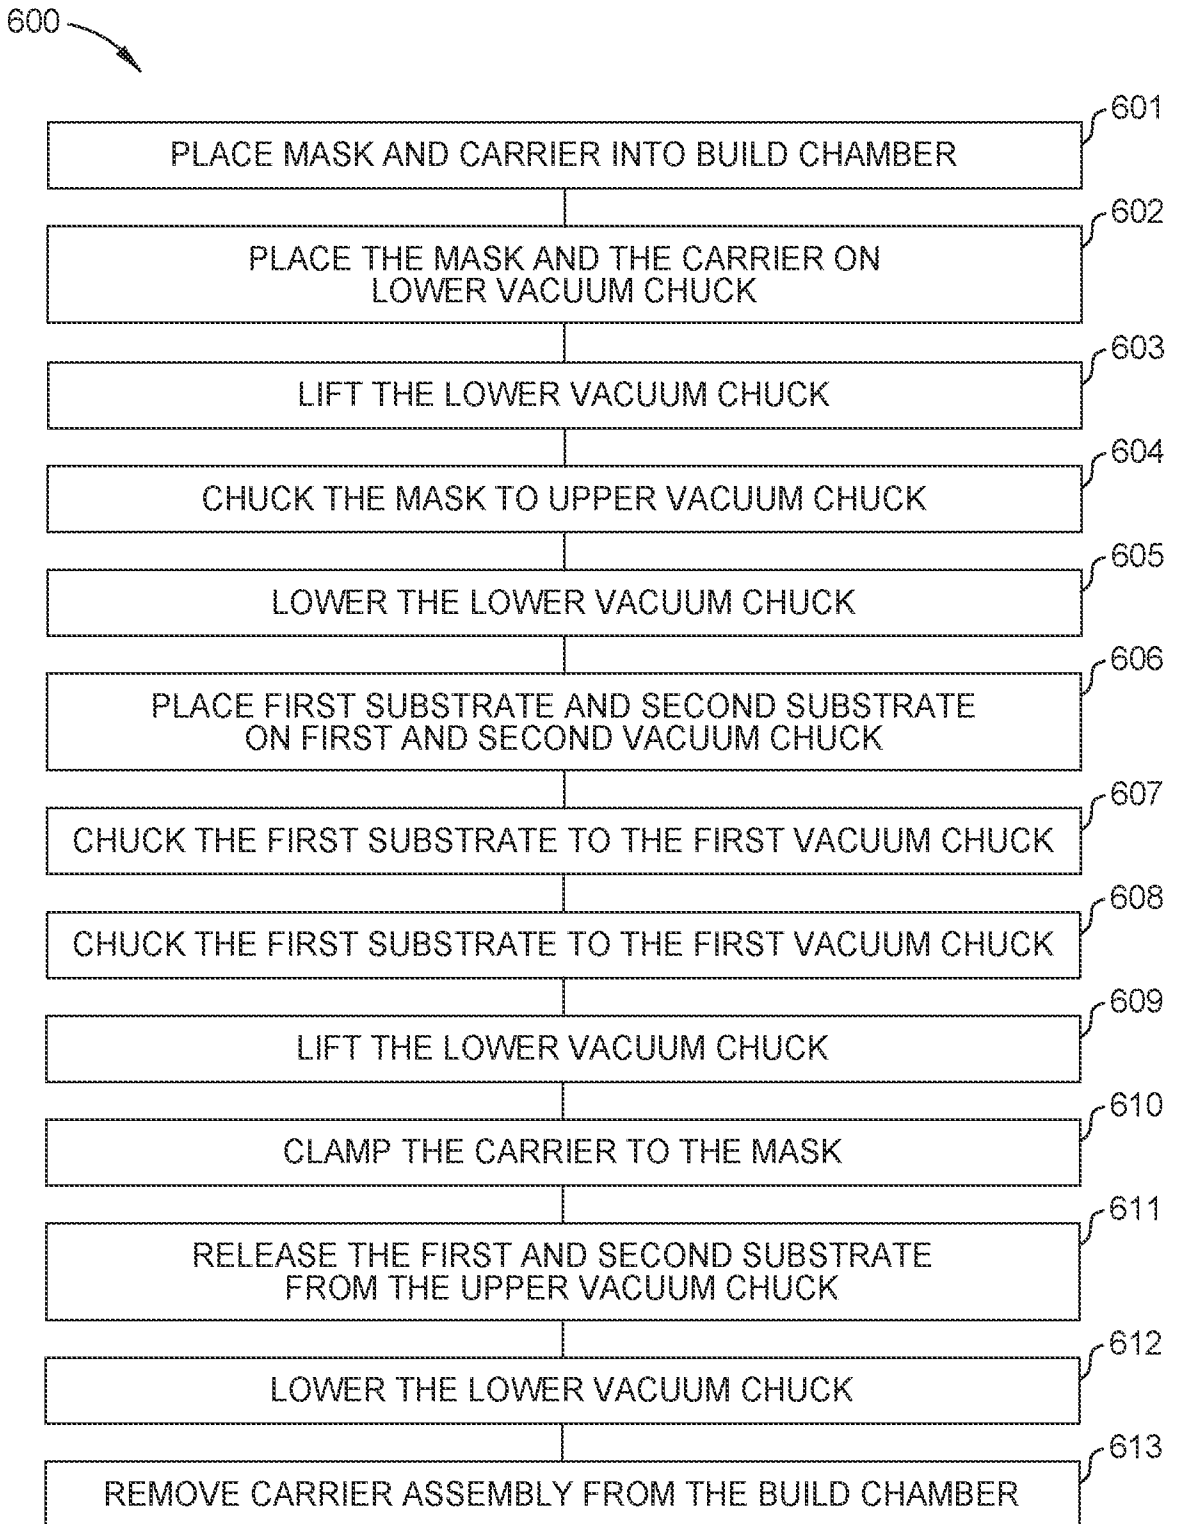 600
601
PLACE MASK AND CARRIER INTO BUILD CHAMBER
602
PLACE THE MASK AND THE CARRIER ON
LOWER VACUUM CHUCK
603
LIFT THE LOWER VACUUM CHUCK
604
CHUCK THE MASK TO UPPER VACUUM CHUCK
605
LOWER THE LOWER VACUUM CHUCK
606
PLACE FIRST SUBSTRATE AND SECOND SUBSTRATE
ON FIRST AND SECOND VACUUM CHUCK
607
CHUCK THE FIRST SUBSTRATE TO THE FIRST VACUUM CHUCK
608
CHUCK THE FIRST SUBSTRATE TO THE FIRST VACUUM CHUCK
609
LIFT THE LOWER VACUUM CHUCK
610
CLAMP THE CARRIER TO THE MASK
611
RELEASE THE FIRST AND SECOND SUBSTRATE
FROM THE UPPER VACUUM CHUCK
612
LOWER THE LOWER VACUUM CHUCK
613
REMOVE CARRIER ASSEMBLY FROM THE BUILD CHAMBER